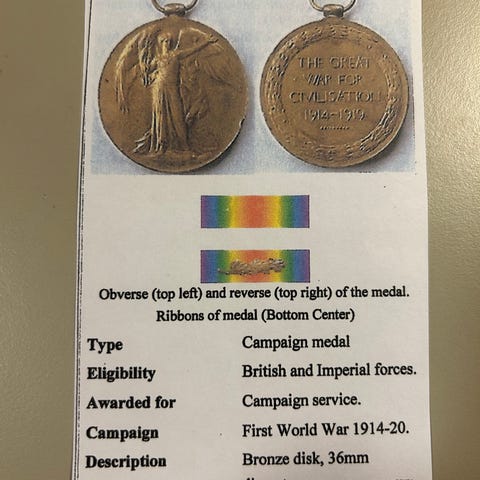 THE GREAT
WAR FOR
CIVILISATION
1914-1919
Obverse (top left) and reverse (top right) of the medal.
Ribbons of medal (Bottom Center)
Type Campaign medal
Eligibility British and Imperial forces.
Awarded for Campaign service.
Campaign First World War 1914-20.
Description Bronze disk, 36mm